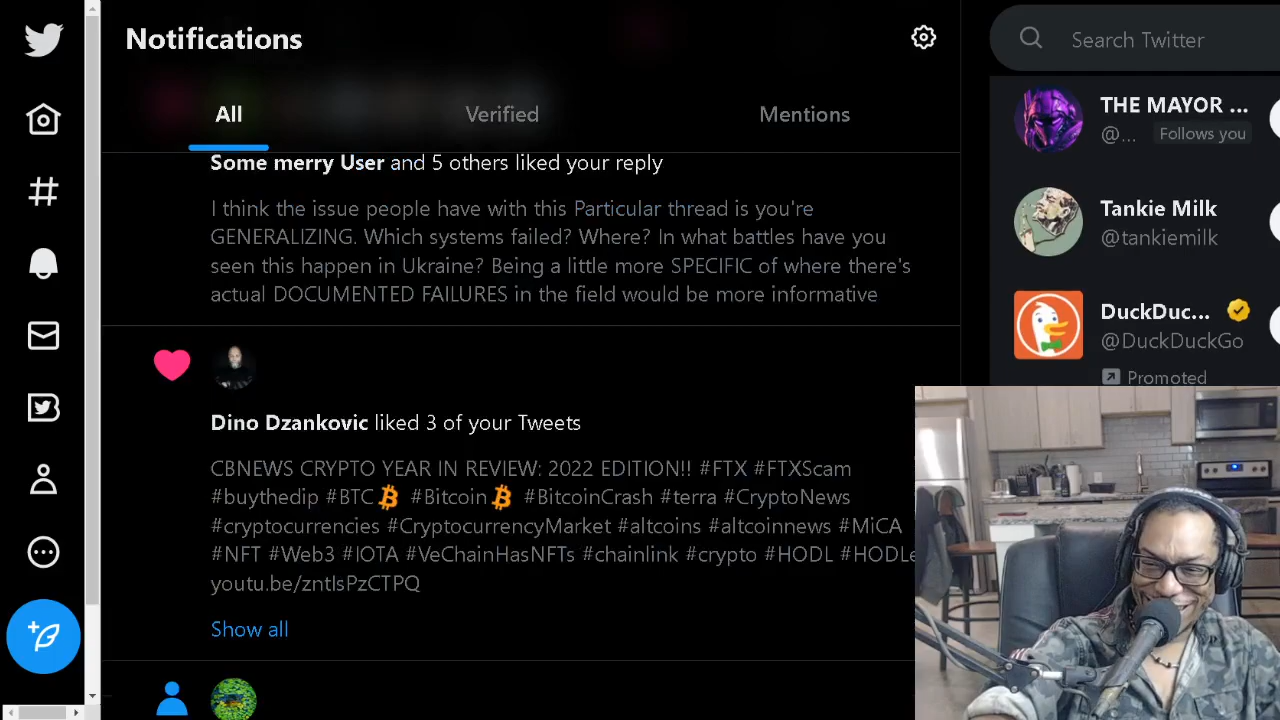 Notifications
Search Twitter
All
Verified
Mentions
Some merry User and 5 others liked your reply
I think the issue people have with this Particular thread is you're
GENERALIZING. Which systems failed? Where? In what battles have you
seen this happen in Ukraine? Being a little more SPECIFIC of where there's
actual DOCUMENTED FAILURES in the field would be more informative
Dino Dzankovic liked 3 of your Tweets
CBNEWS CRYPTO YEAR IN REVIEW: 2022 EDITION!! #FTX #FTXScam
#buythedip #BTC #Bitcoin #BitcoinCrash #terra #CryptoNews
#cryptocurrencies #CryptocurrencyMarket #altcoins #altcoinnews #MiCA
#NFT #Web3 #IOTA #VeChainHasNFTs #chainlink #crypto #HODL #HODLe
youtu.be/zntlsPzCTPQ
Show all
THE MAYOR ...
@... Follows you
Tankie Milk
@tankiemilk
DuckDuc...
@DuckDuckGo
Promoted